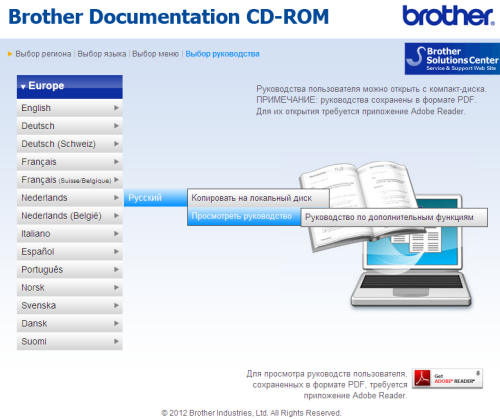 Brother Documentation CD-ROM
brother.
Выбор региона | Выбор языка | Выбор меню | Выбор руководства
Brother
Solutions Center
Service & Support Web Site
Europe
English
Deutsch
Deutsch (Schweiz)
Français
Français (Suisse/Belgique)
Nederlands
Nederlands (België)
Italiano
Español
Português
Norsk
Svenska
Dansk
Suomi
Русский
Копировать на локальный диск
Просмотреть руководство
Руководство по дополнительным функциям
Руководства пользователя можно открыть с компакт-диска.
ПРИМЕЧАНИЕ: руководства сохранены в формате PDF.
Для их открытия требуется приложение Adobe Reader.
Для просмотра руководств пользователя,
сохраненных в формате PDF, требуется
приложение Adobe Reader.
Get
ADOBE® READER®
© 2012 Brother Industries, Ltd. All Rights Reserved.